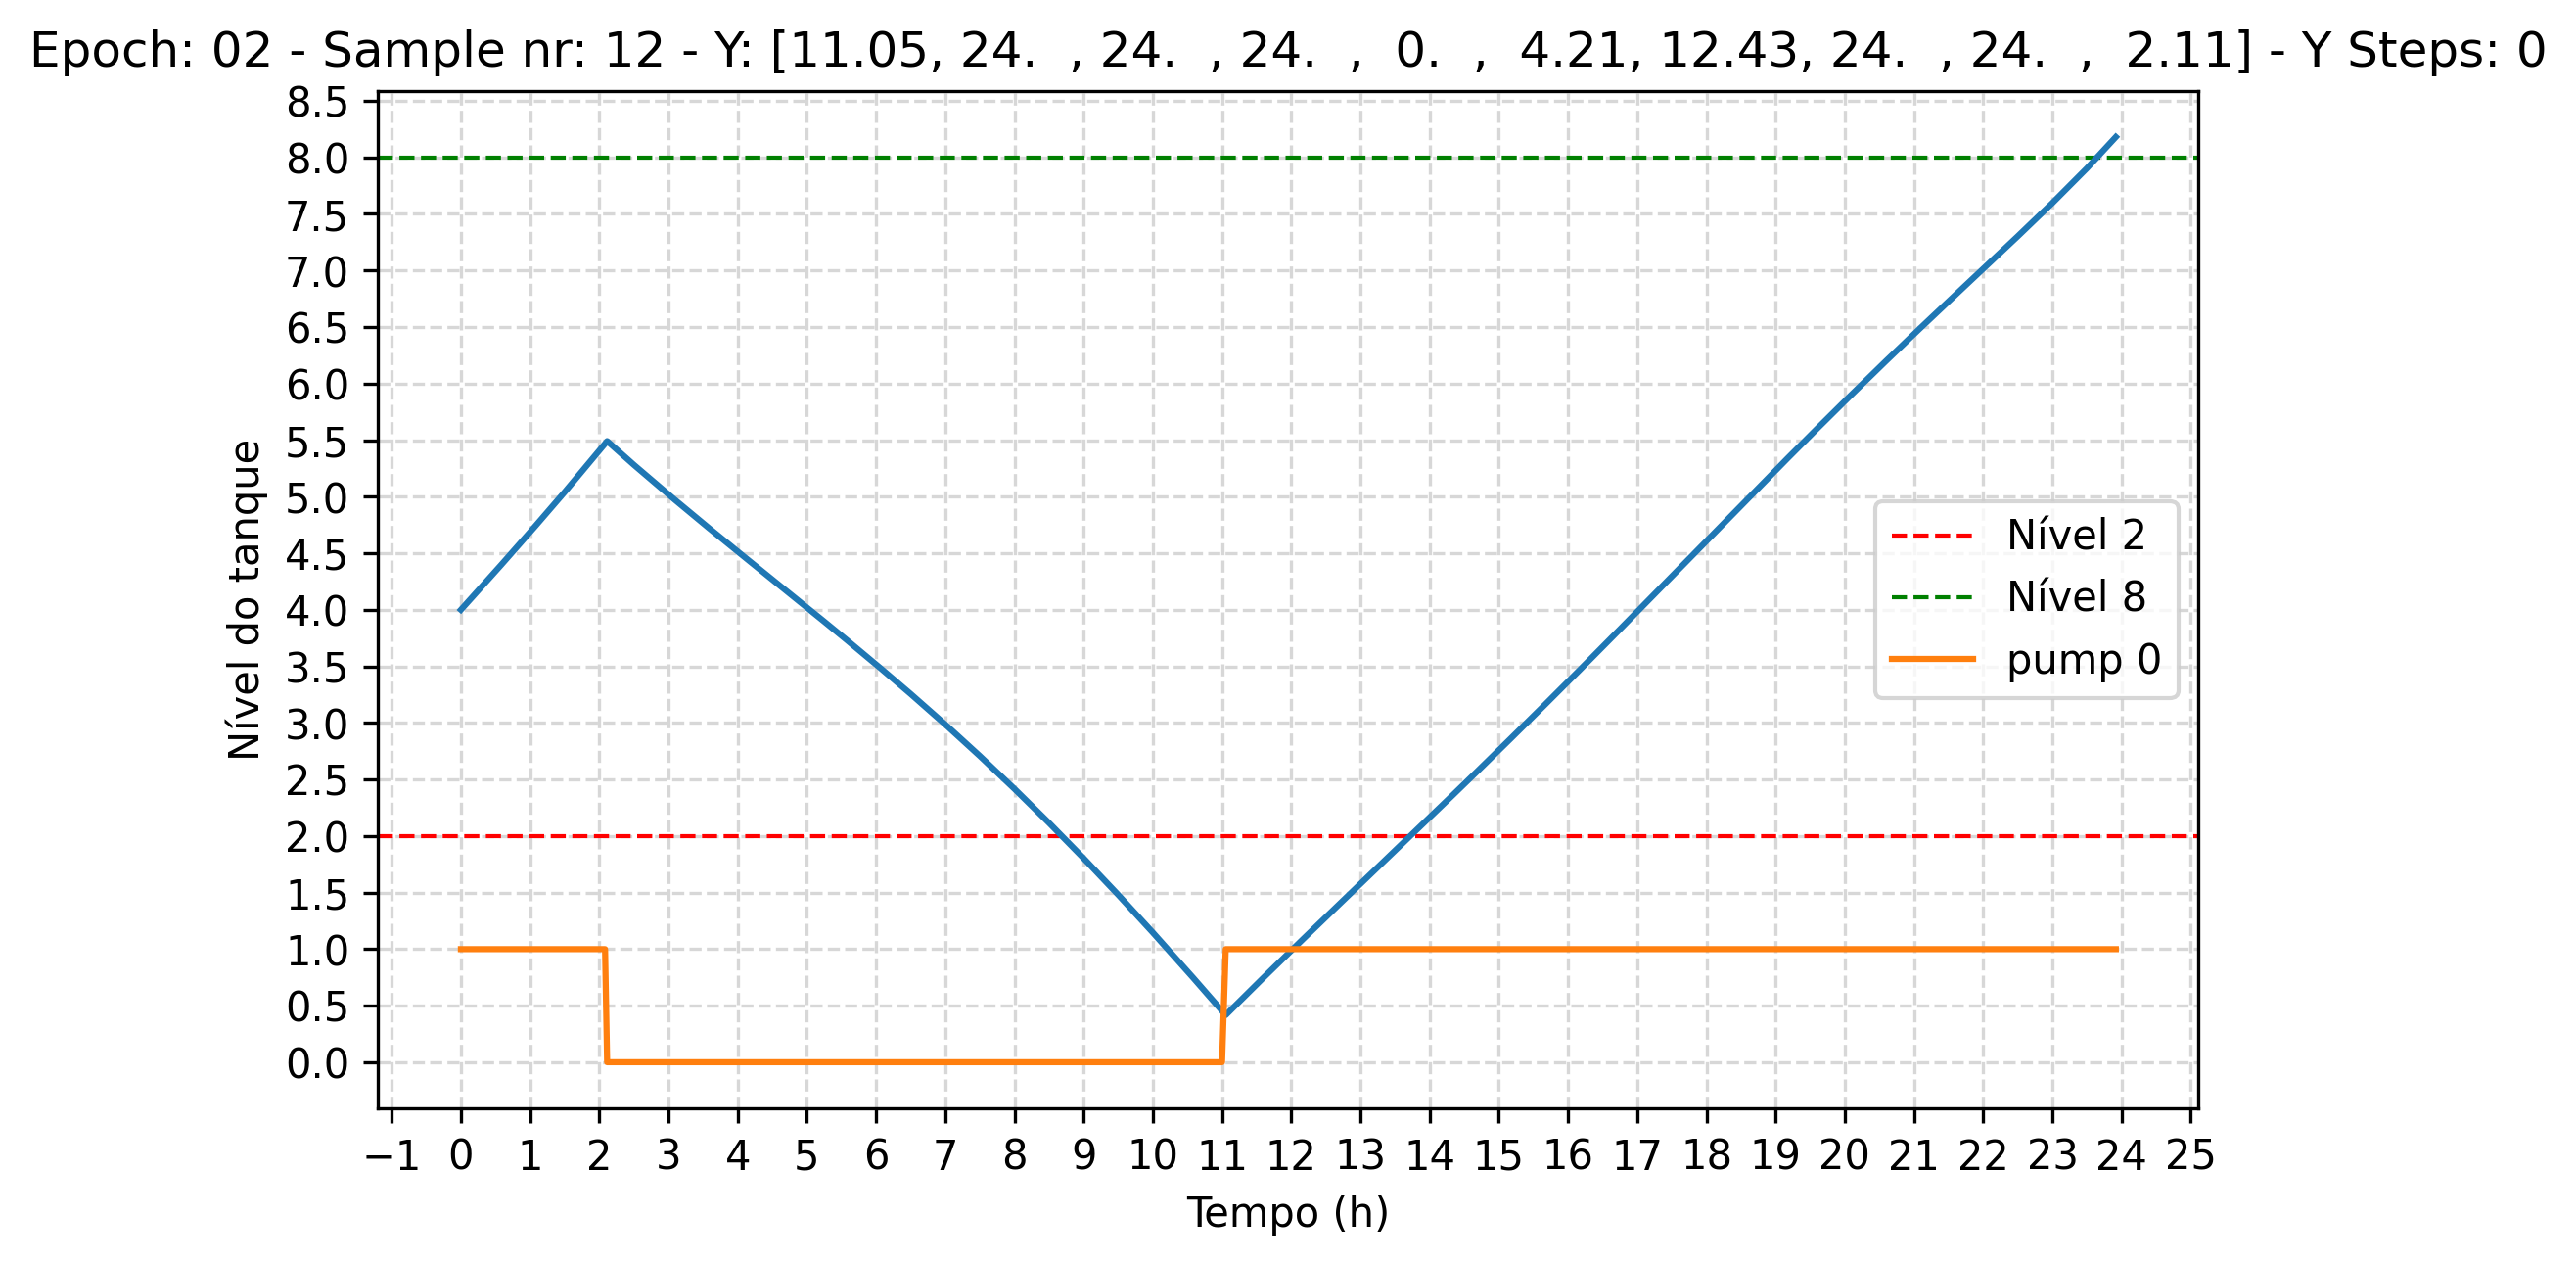 Epoch: 02 - Sample nr: 12 - Y: [11.05, 24. , 24. , 24. , 0. , 4.21, 12.43, 24. , 24. , 2.11] - Y Steps: 0
8.5
8.0
7.5
7.0
6.5
6.0
5.5
5.0
4.5
4.0
3.5
3.0
2.5
2.0
1.5
1.0
0.5
0.0
Nível do tanque
Nível 2
Nível 8
pump 0
−1 0 1 2 3 4 5 6 7 8 9 10 11 12 13 14 15 16 17 18 19 20 21 22 23 24 25
Tempo (h)